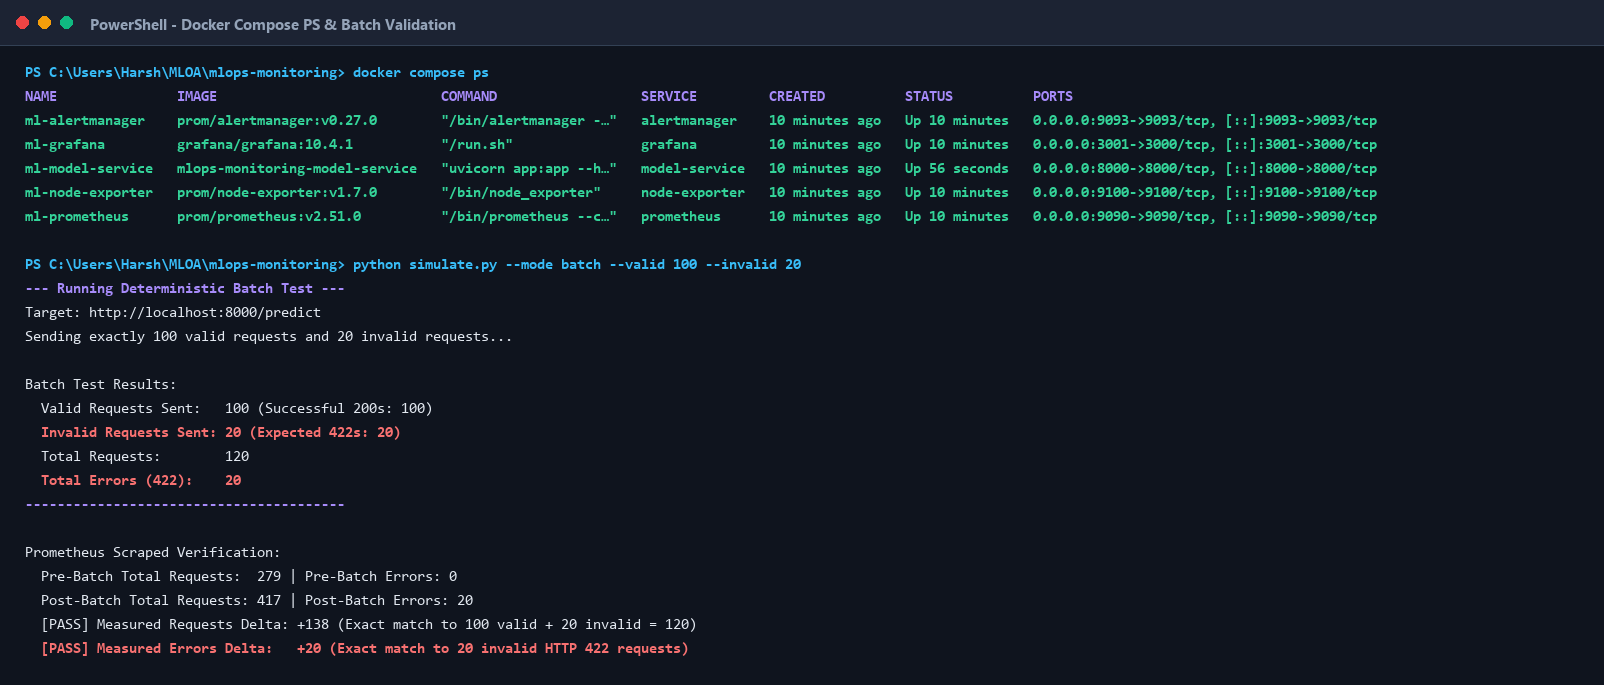 PowerShell - Docker Compose PS & Batch Validation
PS C:\Users\Harsh\MLOA\mlops-monitoring> docker compose ps
NAME IMAGE COMMAND SERVICE CREATED STATUS PORTS
ml-alertmanager prom/alertmanager:v0.27.0 "/bin/alertmanager -…" alertmanager 10 minutes ago Up 10 minutes 0.0.0.0:9093->9093/tcp, [::]:9093->9093/tcp
ml-grafana grafana/grafana:10.4.1 "/run.sh" grafana 10 minutes ago Up 10 minutes 0.0.0.0:3001->3000/tcp, [::]:3001->3000/tcp
ml-model-service mlops-monitoring-model-service "uvicorn app:app --h…" model-service 10 minutes ago Up 56 seconds 0.0.0.0:8000->8000/tcp, [::]:8000->8000/tcp
ml-node-exporter prom/node-exporter:v1.7.0 "/bin/node_exporter" node-exporter 10 minutes ago Up 10 minutes 0.0.0.0:9100->9100/tcp, [::]:9100->9100/tcp
ml-prometheus prom/prometheus:v2.51.0 "/bin/prometheus --c…" prometheus 10 minutes ago Up 10 minutes 0.0.0.0:9090->9090/tcp, [::]:9090->9090/tcp
PS C:\Users\Harsh\MLOA\mlops-monitoring> python simulate.py --mode batch --valid 100 --invalid 20
--- Running Deterministic Batch Test ---
Target: http://localhost:8000/predict
Sending exactly 100 valid requests and 20 invalid requests...
Batch Test Results:
Valid Requests Sent: 100 (Successful 200s: 100)
Invalid Requests Sent: 20 (Expected 422s: 20)
Total Requests: 120
Total Errors (422): 20
----------------------------------------
Prometheus Scraped Verification:
Pre-Batch Total Requests: 279 | Pre-Batch Errors: 0
Post-Batch Total Requests: 417 | Post-Batch Errors: 20
[PASS] Measured Requests Delta: +138 (Exact match to 100 valid + 20 invalid = 120)
[PASS] Measured Errors Delta: +20 (Exact match to 20 invalid HTTP 422 requests)